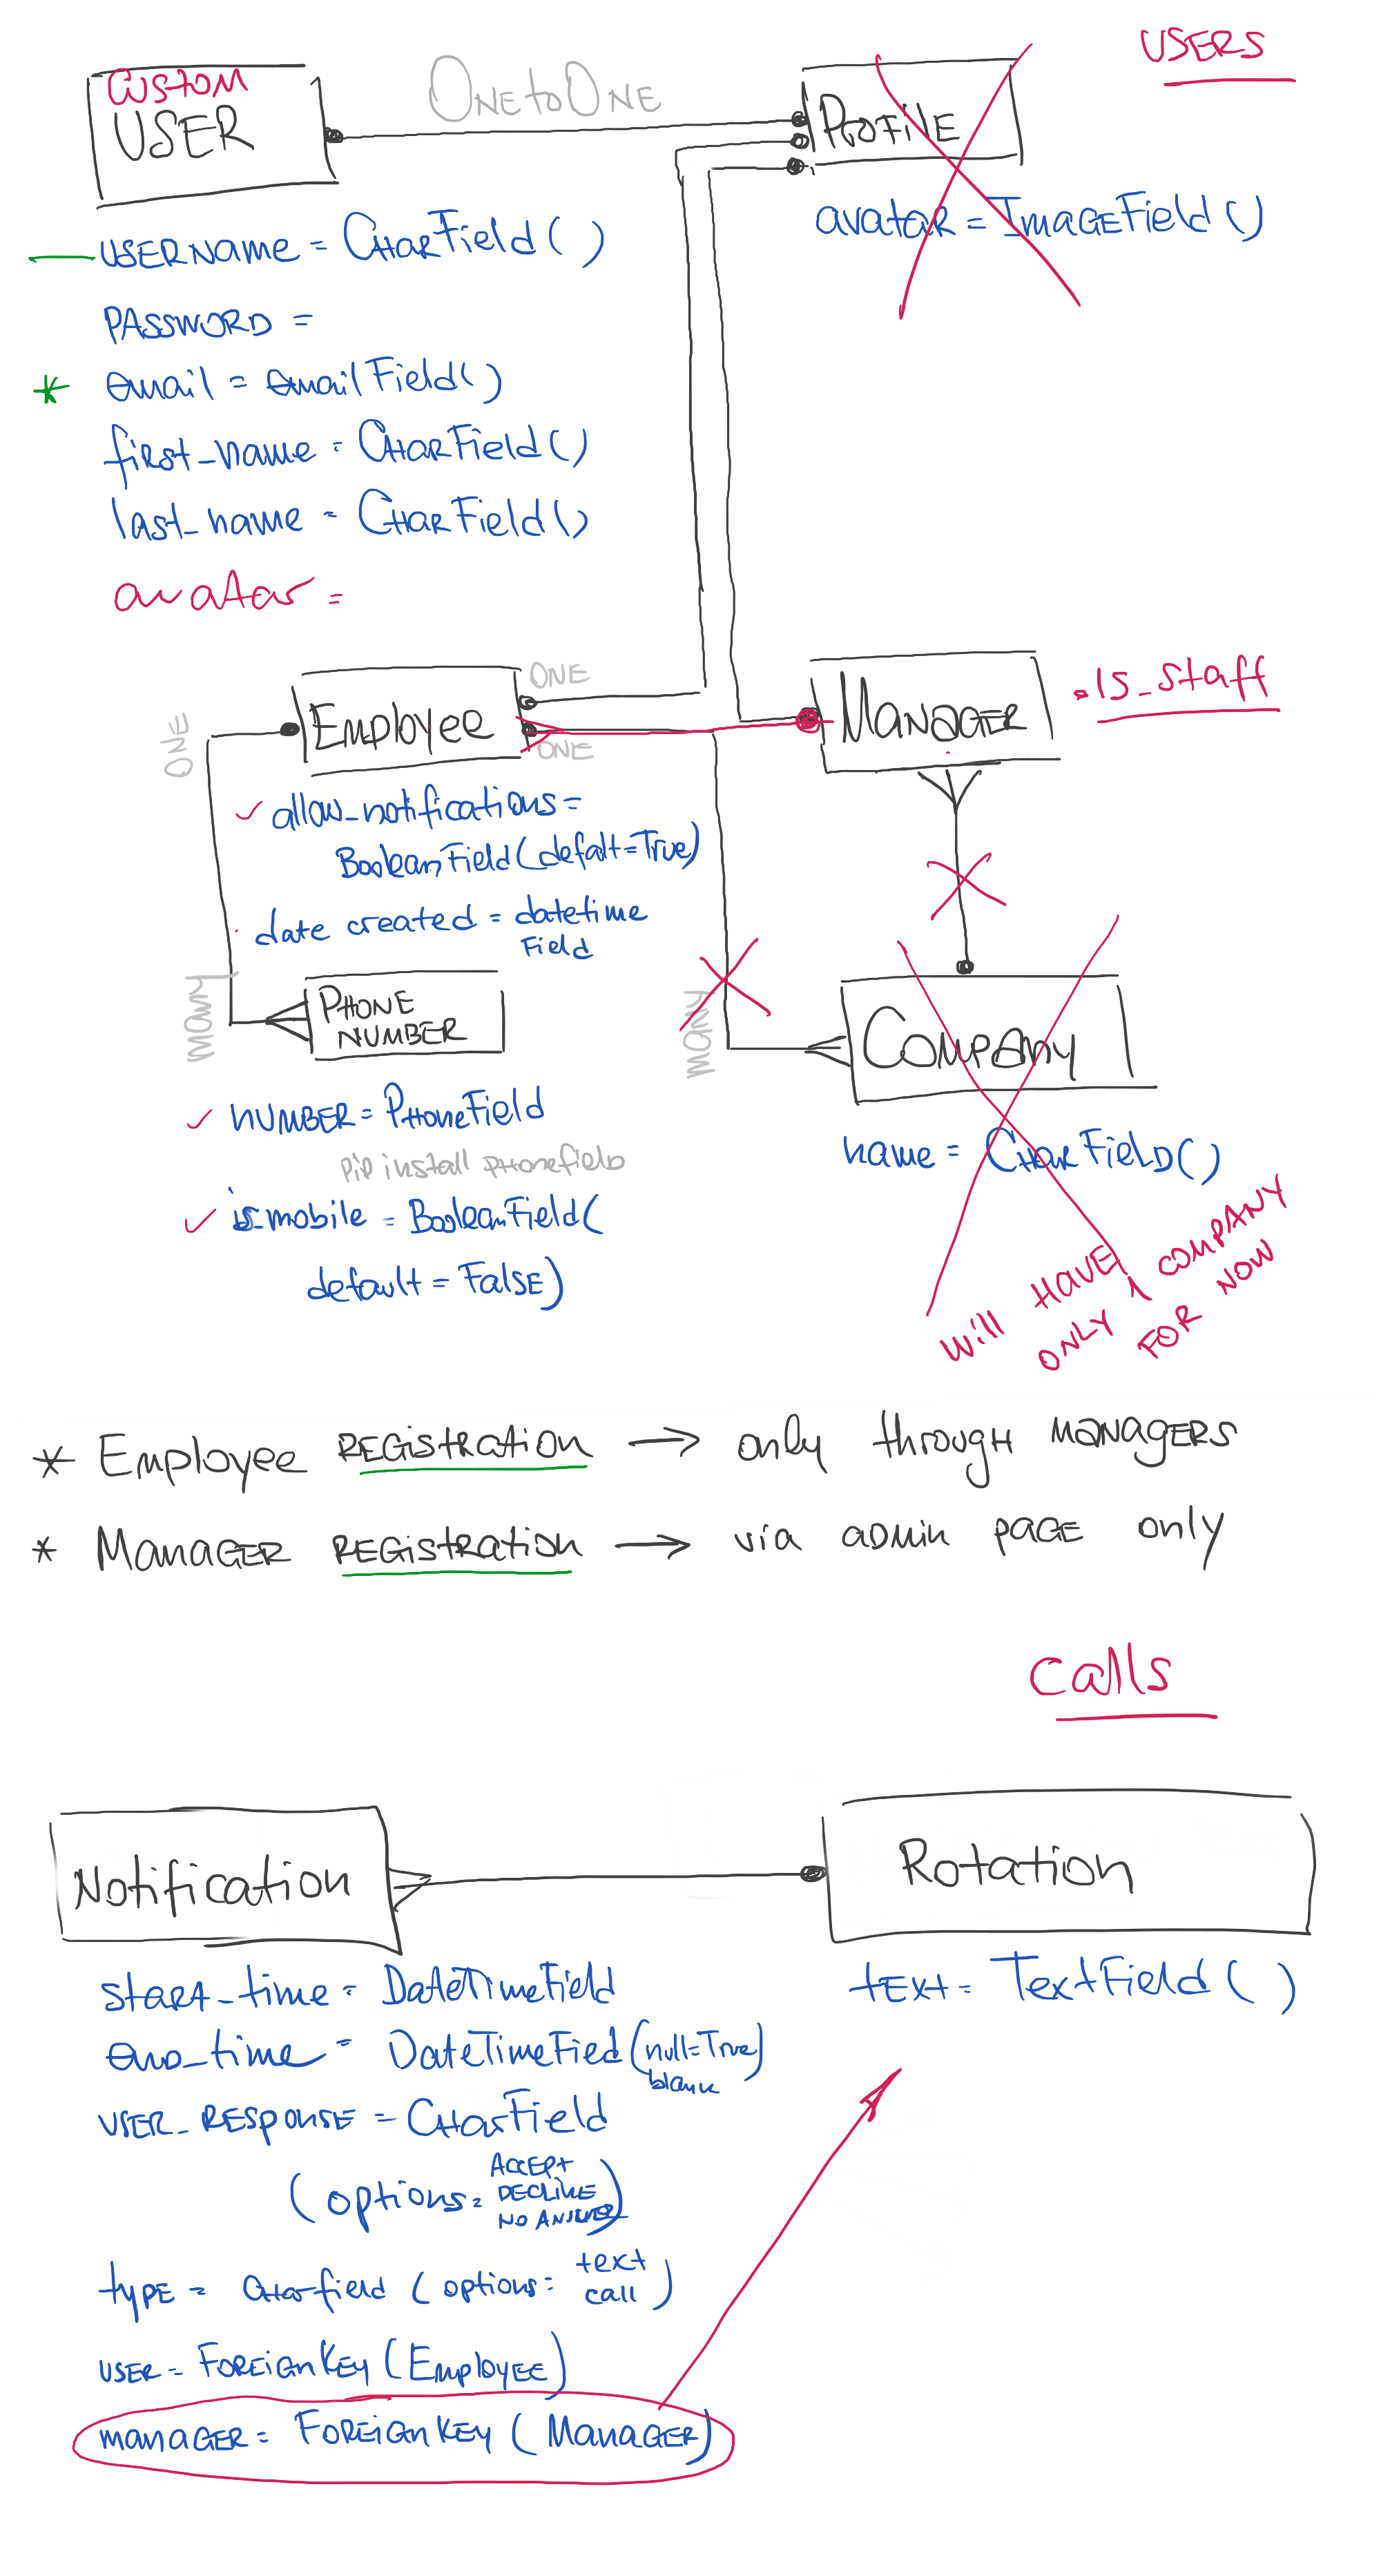 USERS
CUSTOM
USER
ONE TO ONE
PROFILE
avatar = ImageField()
USERNAME = CharField()
PASSWORD =
email = emailField()
first_name = CharField()
last_name = CharField()
avatar =
ONE
ONE
Employee
ONE
MANAGER
.is_staff
allow_notifications =
BooleanField(defalt=True)
date created = datetime
Field
MANY
PHONE
NUMBER
MANY
COMPANY
NUMBER = PhoneField
pip install phonefield
is_mobile = BooleanField(
default = False)
name = CharField()
will HAVE
ONLY 1 COMPANY
FOR NOW
* Employee REGISTRATION → only through MANAGERS
* MANAGER REGISTRATION → via admin PAGE only
Calls
Notification
Rotation
start_time = DateTimeField
end_time = DateTimeFied(null=True)
blank
USER_RESPONSE = CharField
(options = ACCEPT
DECLINE
NO ANSWER)
type = Charfield (options = text
call)
USER = ForeignKey(Employee)
manager = ForeignKey(Manager)
text = TextField()